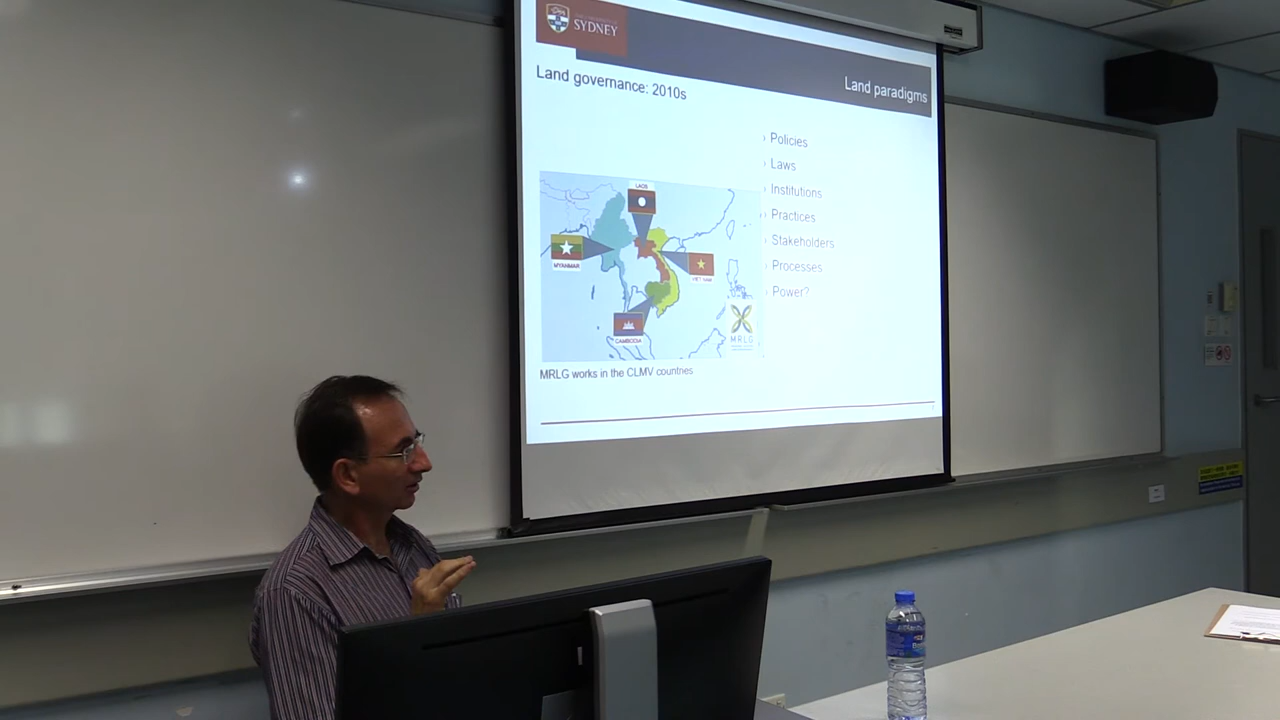 SYDNEY
Land paradigms
Land governance: 2010s
› Policies
› Laws
› Institutions
› Practices
› Stakeholders
› Processes
› Power?
LAOS
MYANMAR
VIET NAM
CAMBODIA
MRLG
MRLG works in the CLMV countries